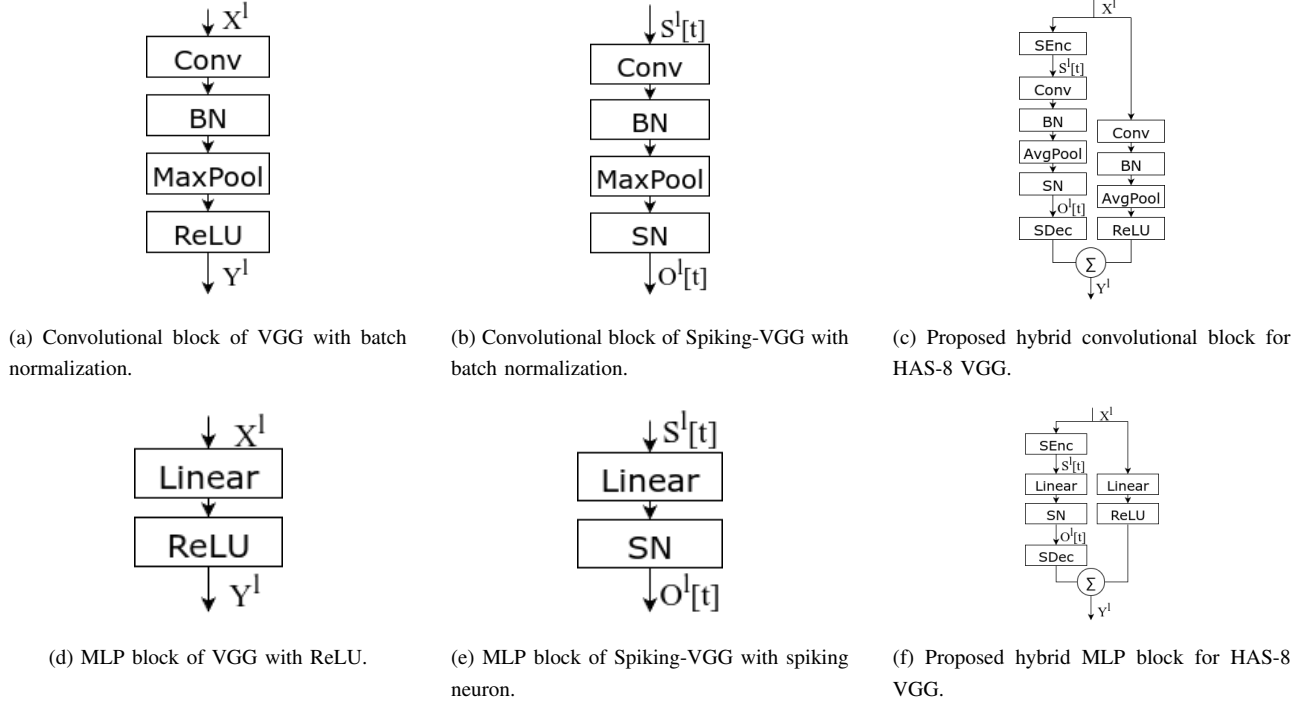 X^l
Conv
BN
MaxPool
ReLU
Y^l
(a) Convolutional block of VGG with batch
normalization.
S^l[t]
Conv
BN
MaxPool
SN
O^l[t]
(b) Convolutional block of Spiking-VGG with
batch normalization.
X^l
SEnc
S^l[t]
Conv
BN
AvgPool
SN
O^l[t]
SDec
Conv
BN
AvgPool
ReLU
Σ
Y^l
(c) Proposed hybrid convolutional block for
HAS-8 VGG.
X^l
Linear
ReLU
Y^l
(d) MLP block of VGG with ReLU.
S^l[t]
Linear
SN
O^l[t]
(e) MLP block of Spiking-VGG with spiking
neuron.
X^l
SEnc
S^l[t]
Linear
SN
O^l[t]
SDec
Linear
ReLU
Σ
Y^l
(f) Proposed hybrid MLP block for HAS-8
VGG.